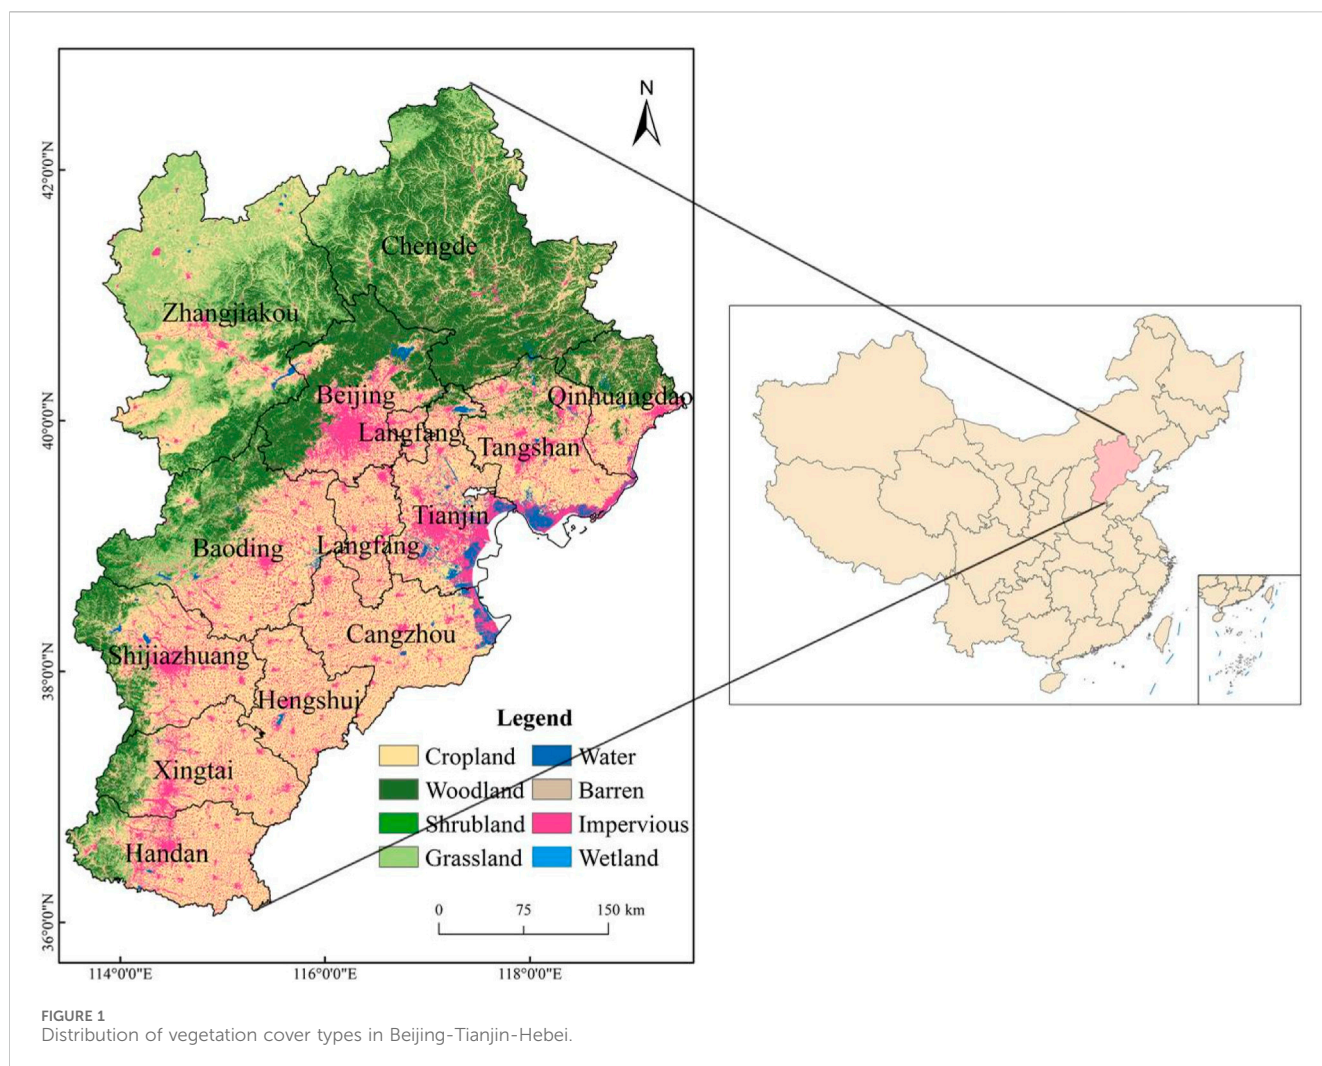 N
42°0'0"N
40°0'0"N
38°0'0"N
36°0'0"N
Chengde
Zhangjiakou
Beijing
Qinhuangdao
Langfang
Tangshan
Tianjin
Baoding
Langfang
Cangzhou
Shijiazhuang
Hengshui
Xingtai
Handan
Legend
Cropland
Water
Woodland
Barren
Shrubland
Impervious
Grassland
Wetland
0 75 150 km
114°0'0"E 116°0'0"E 118°0'0"E
FIGURE 1
Distribution of vegetation cover types in Beijing-Tianjin-Hebei.